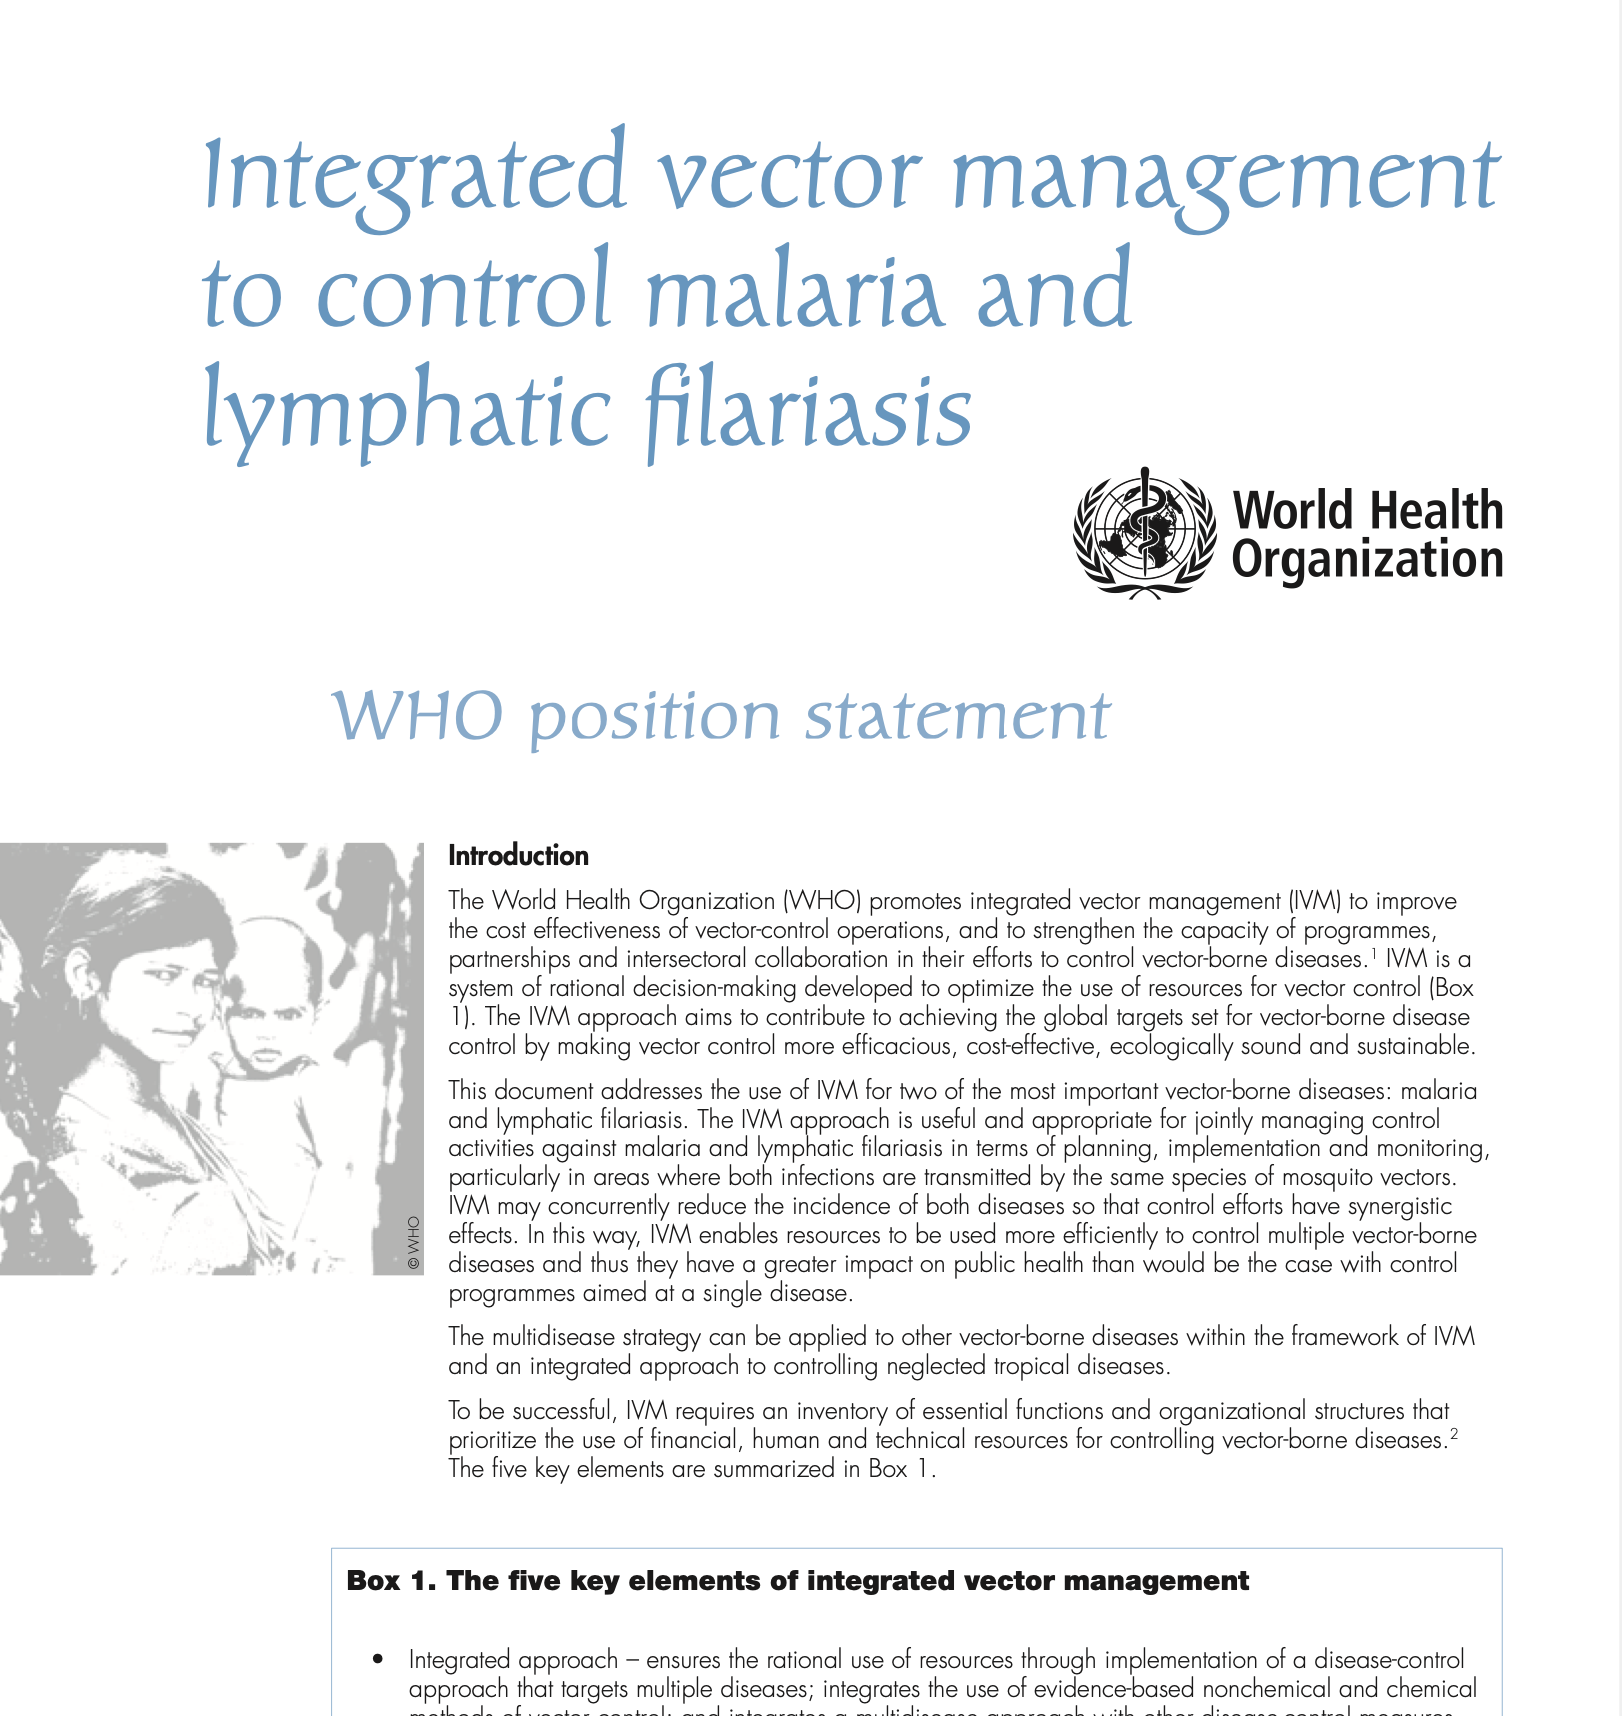 Integrated vector management
to control malaria and
lymphatic filariasis
World Health
Organization
WHO position statement
© WHO
Introduction
The World Health Organization (WHO) promotes integrated vector management (IVM) to improve
the cost effectiveness of vector-control operations, and to strengthen the capacity of programmes,
partnerships and intersectoral collaboration in their efforts to control vector-borne diseases.1 IVM is a
system of rational decision-making developed to optimize the use of resources for vector control (Box
1). The IVM approach aims to contribute to achieving the global targets set for vector-borne disease
control by making vector control more efficacious, cost-effective, ecologically sound and sustainable.
This document addresses the use of IVM for two of the most important vector-borne diseases: malaria
and lymphatic filariasis. The IVM approach is useful and appropriate for jointly managing control
activities against malaria and lymphatic filariasis in terms of planning, implementation and monitoring,
particularly in areas where both infections are transmitted by the same species of mosquito vectors.
IVM may concurrently reduce the incidence of both diseases so that control efforts have synergistic
effects. In this way, IVM enables resources to be used more efficiently to control multiple vector-borne
diseases and thus they have a greater impact on public health than would be the case with control
programmes aimed at a single disease.
The multidisease strategy can be applied to other vector-borne diseases within the framework of IVM
and an integrated approach to controlling neglected tropical diseases.
To be successful, IVM requires an inventory of essential functions and organizational structures that
prioritize the use of financial, human and technical resources for controlling vector-borne diseases.2
The five key elements are summarized in Box 1.
Box 1. The five key elements of integrated vector management
• Integrated approach – ensures the rational use of resources through implementation of a disease-control
approach that targets multiple diseases; integrates the use of evidence-based nonchemical and chemical
methods of vector control; and integrates a multidisease approach with other disease-control measures